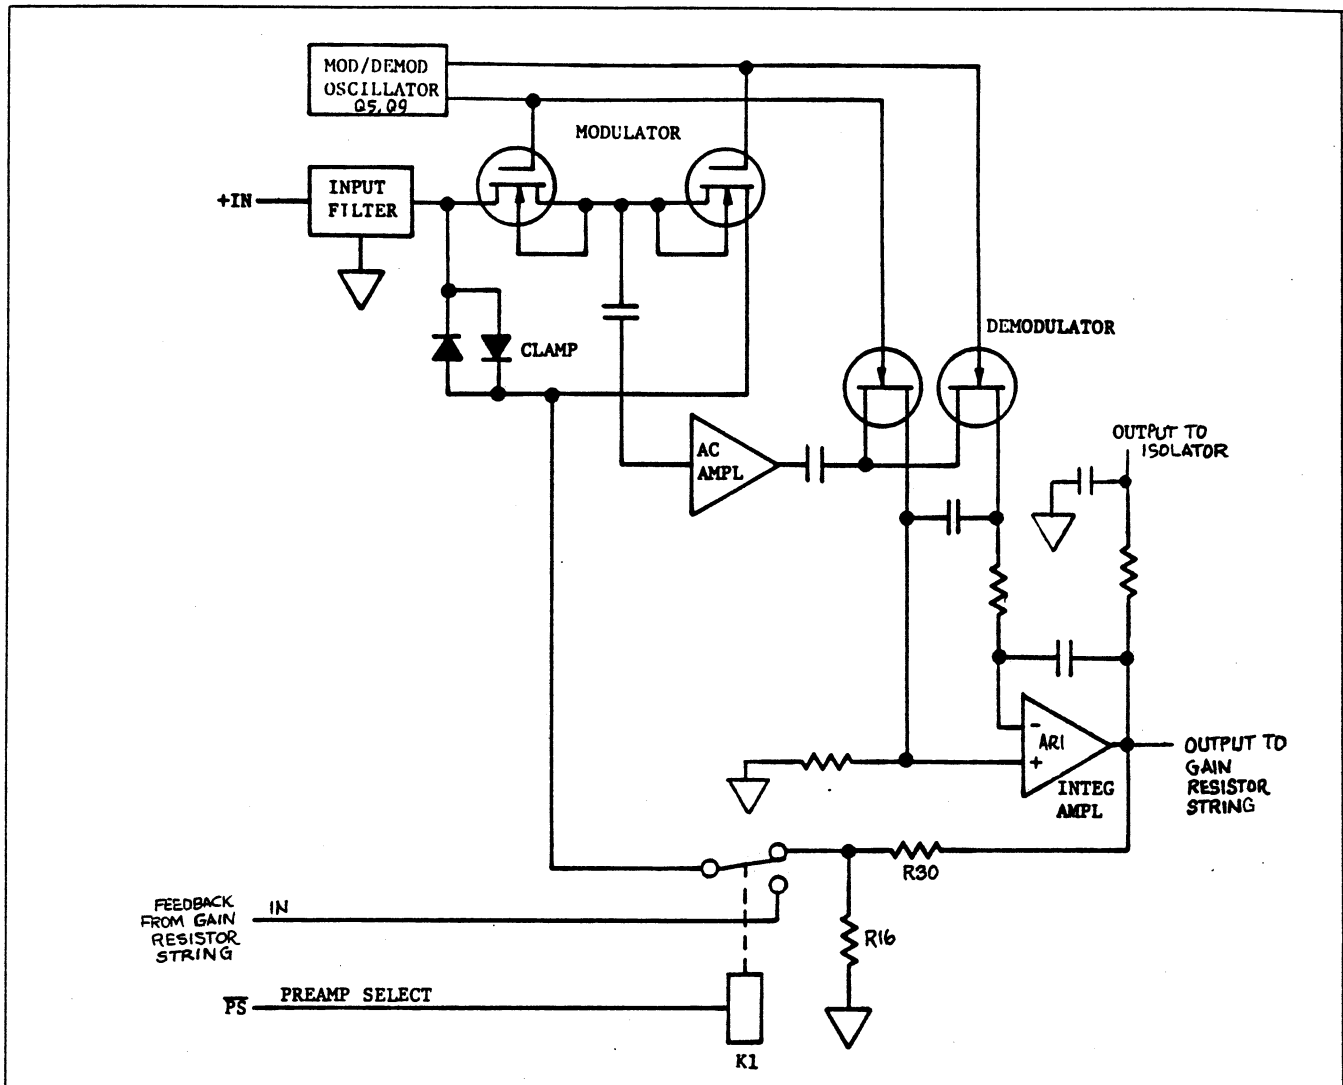 MOD/DEMOD
OSCILLATOR
Q5, Q9
MODULATOR
+IN
INPUT
FILTER
CLAMP
DEMODULATOR
AC
AMPL
OUTPUT TO
ISOLATOR
-
AR1
+
INTEG
AMPL
OUTPUT TO
GAIN
RESISTOR
STRING
R30
FEEDBACK
FROM GAIN
RESISTOR
STRING
IN
R16
PS
PREAMP SELECT
K1